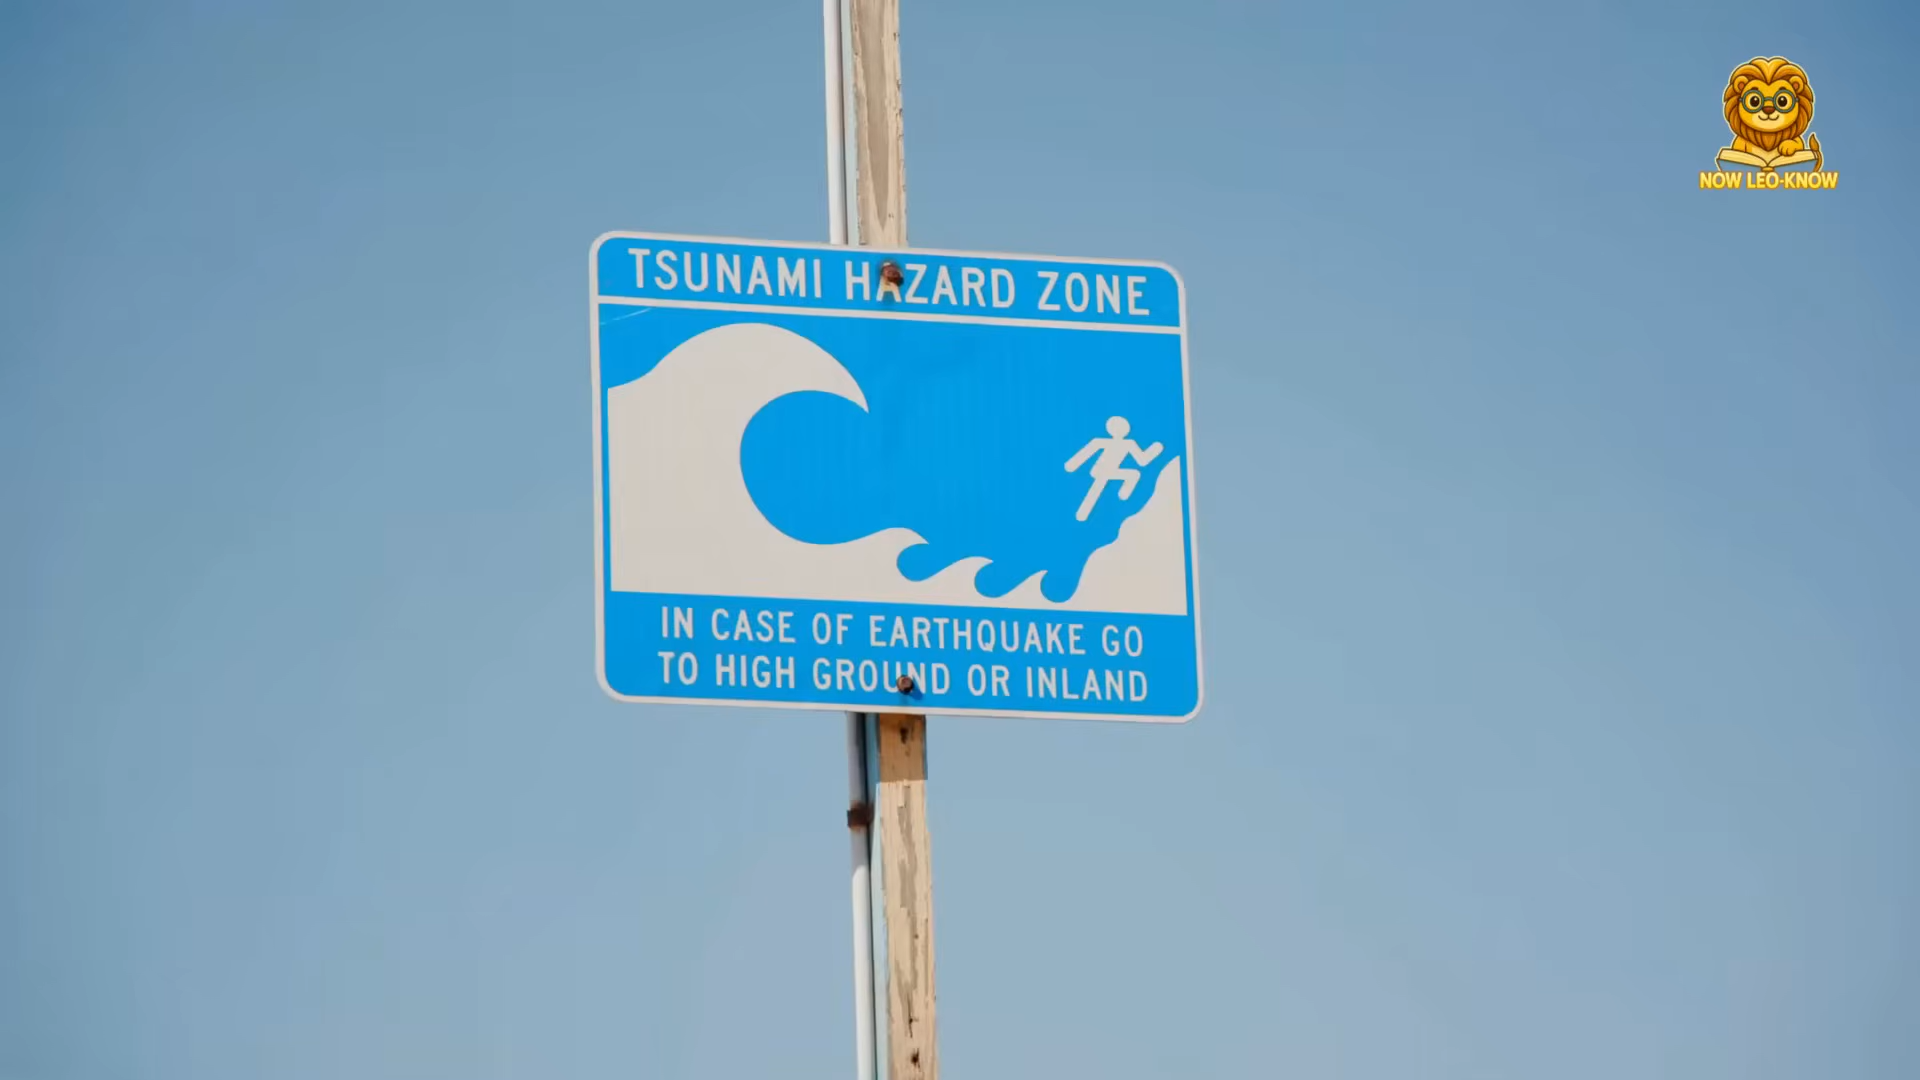 NOW LEO-KNOW
TSUNAMI HAZARD ZONE
IN CASE OF EARTHQUAKE GO
TO HIGH GROUND OR INLAND